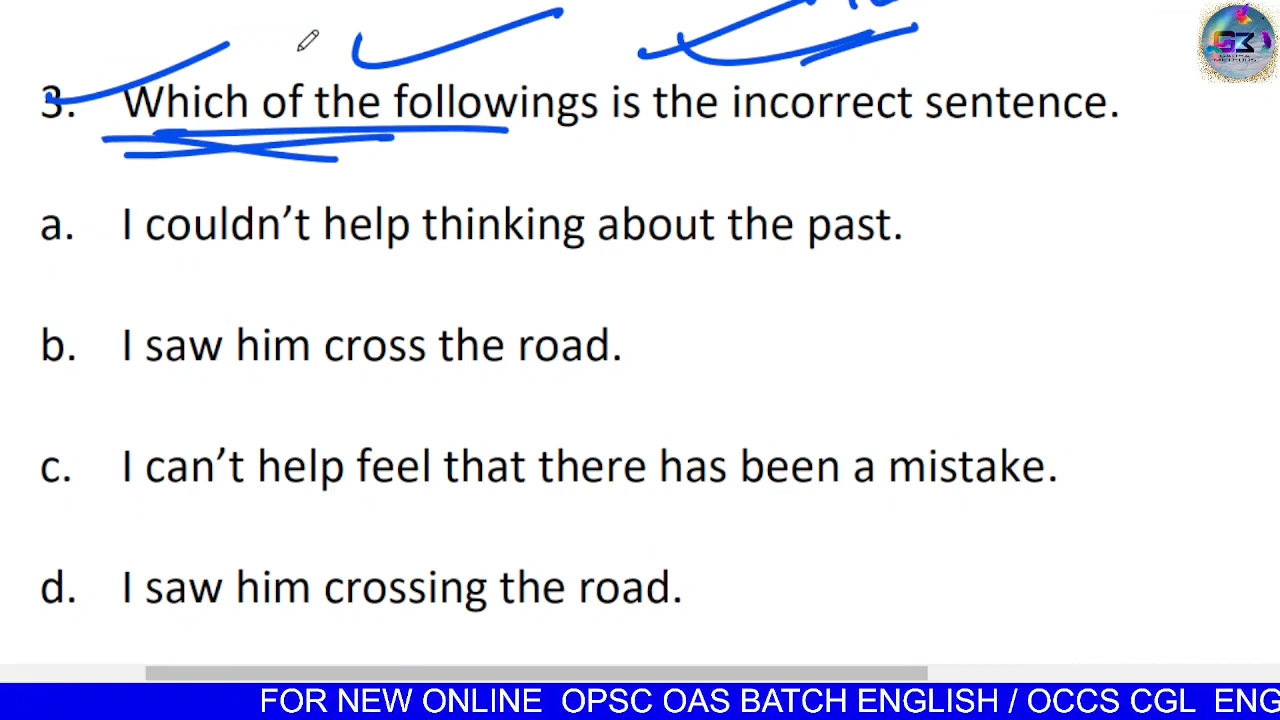 3. Which of the followings is the incorrect sentence.
a. I couldn’t help thinking about the past.
b. I saw him cross the road.
c. I can’t help feel that there has been a mistake.
d. I saw him crossing the road.
FOR NEW ONLINE OPSC OAS BATCH ENGLISH / OCCS CGL ENG